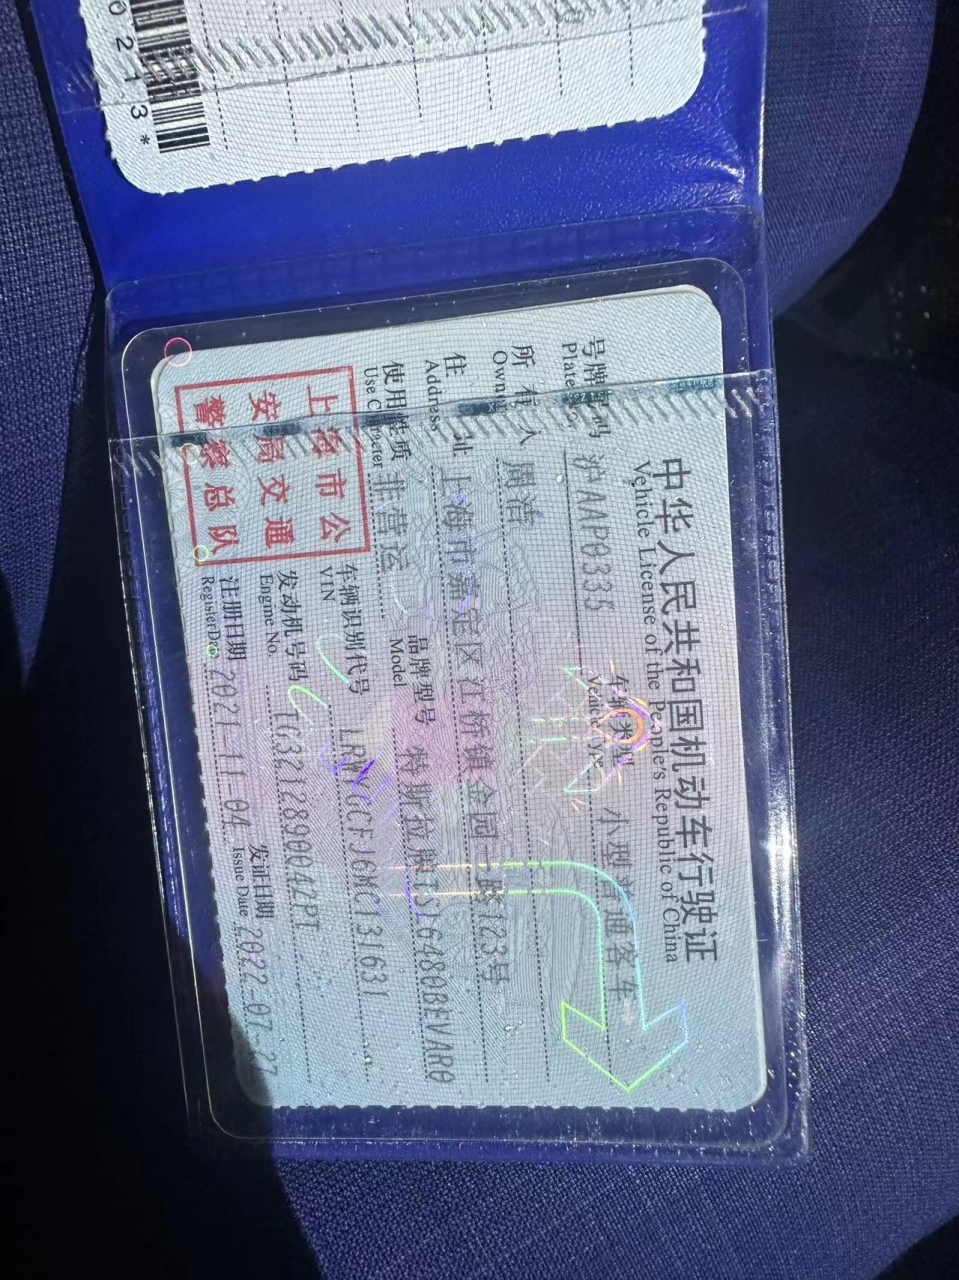 0213*
中华人民共和国机动车行驶证
Vehicle License of the People's Republic of China
号牌号码 沪AAP0335 车辆类型 小型普通客车
Plate Vehicle Type
所有人 周洁
Owner
住址 上海市嘉定区江桥镇金园一路1723号
Address
使用性质 非营运 品牌型号 特斯拉牌TSL6480BEVAR0
Use Character Model
上海市公
安局交通
警察总队
车辆识别代号
VIN
发动机号码 TG3212890042PT
Engine No.
注册日期 2021-11-04 发证日期 2022-07-27
Register Date Issue Date